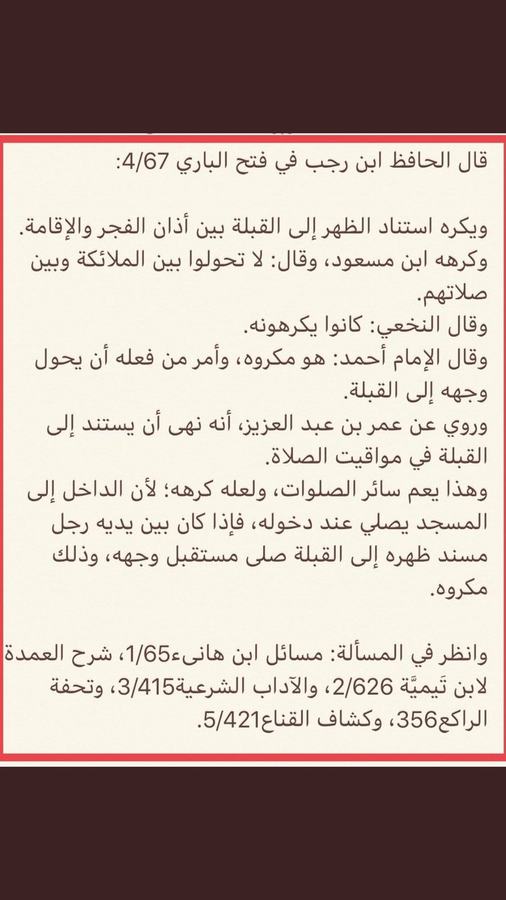 قال الحافظ ابن رجب في فتح الباري 4/67:
ويكره استناد الظهر إلى القبلة بين أذان الفجر والإقامة.
وكرهه ابن مسعود، وقال: لا تحولوا بين الملائكة وبين
صلاتهم.
وقال النخعي: كانوا يكرهونه.
وقال الإمام أحمد: هو مكروه، وأمر من فعله أن يحول
وجهه إلى القبلة.
وروي عن عمر بن عبد العزيز، أنه نهى أن يستند إلى
القبلة في مواقيت الصلاة.
وهذا يعم سائر الصلوات، ولعله كرهه؛ لأن الداخل إلى
المسجد يصلي عند دخوله، فإذا كان بين يديه رجل
مسند ظهره إلى القبلة صلى مستقبل وجهه، وذلك
مكروه.
وانظر في المسألة: مسائل ابن هانىء1/65، شرح العمدة
لابن تَيميَّة 2/626، والآداب الشرعية3/415، وتحفة
الراكع356، وكشاف القناع5/421.